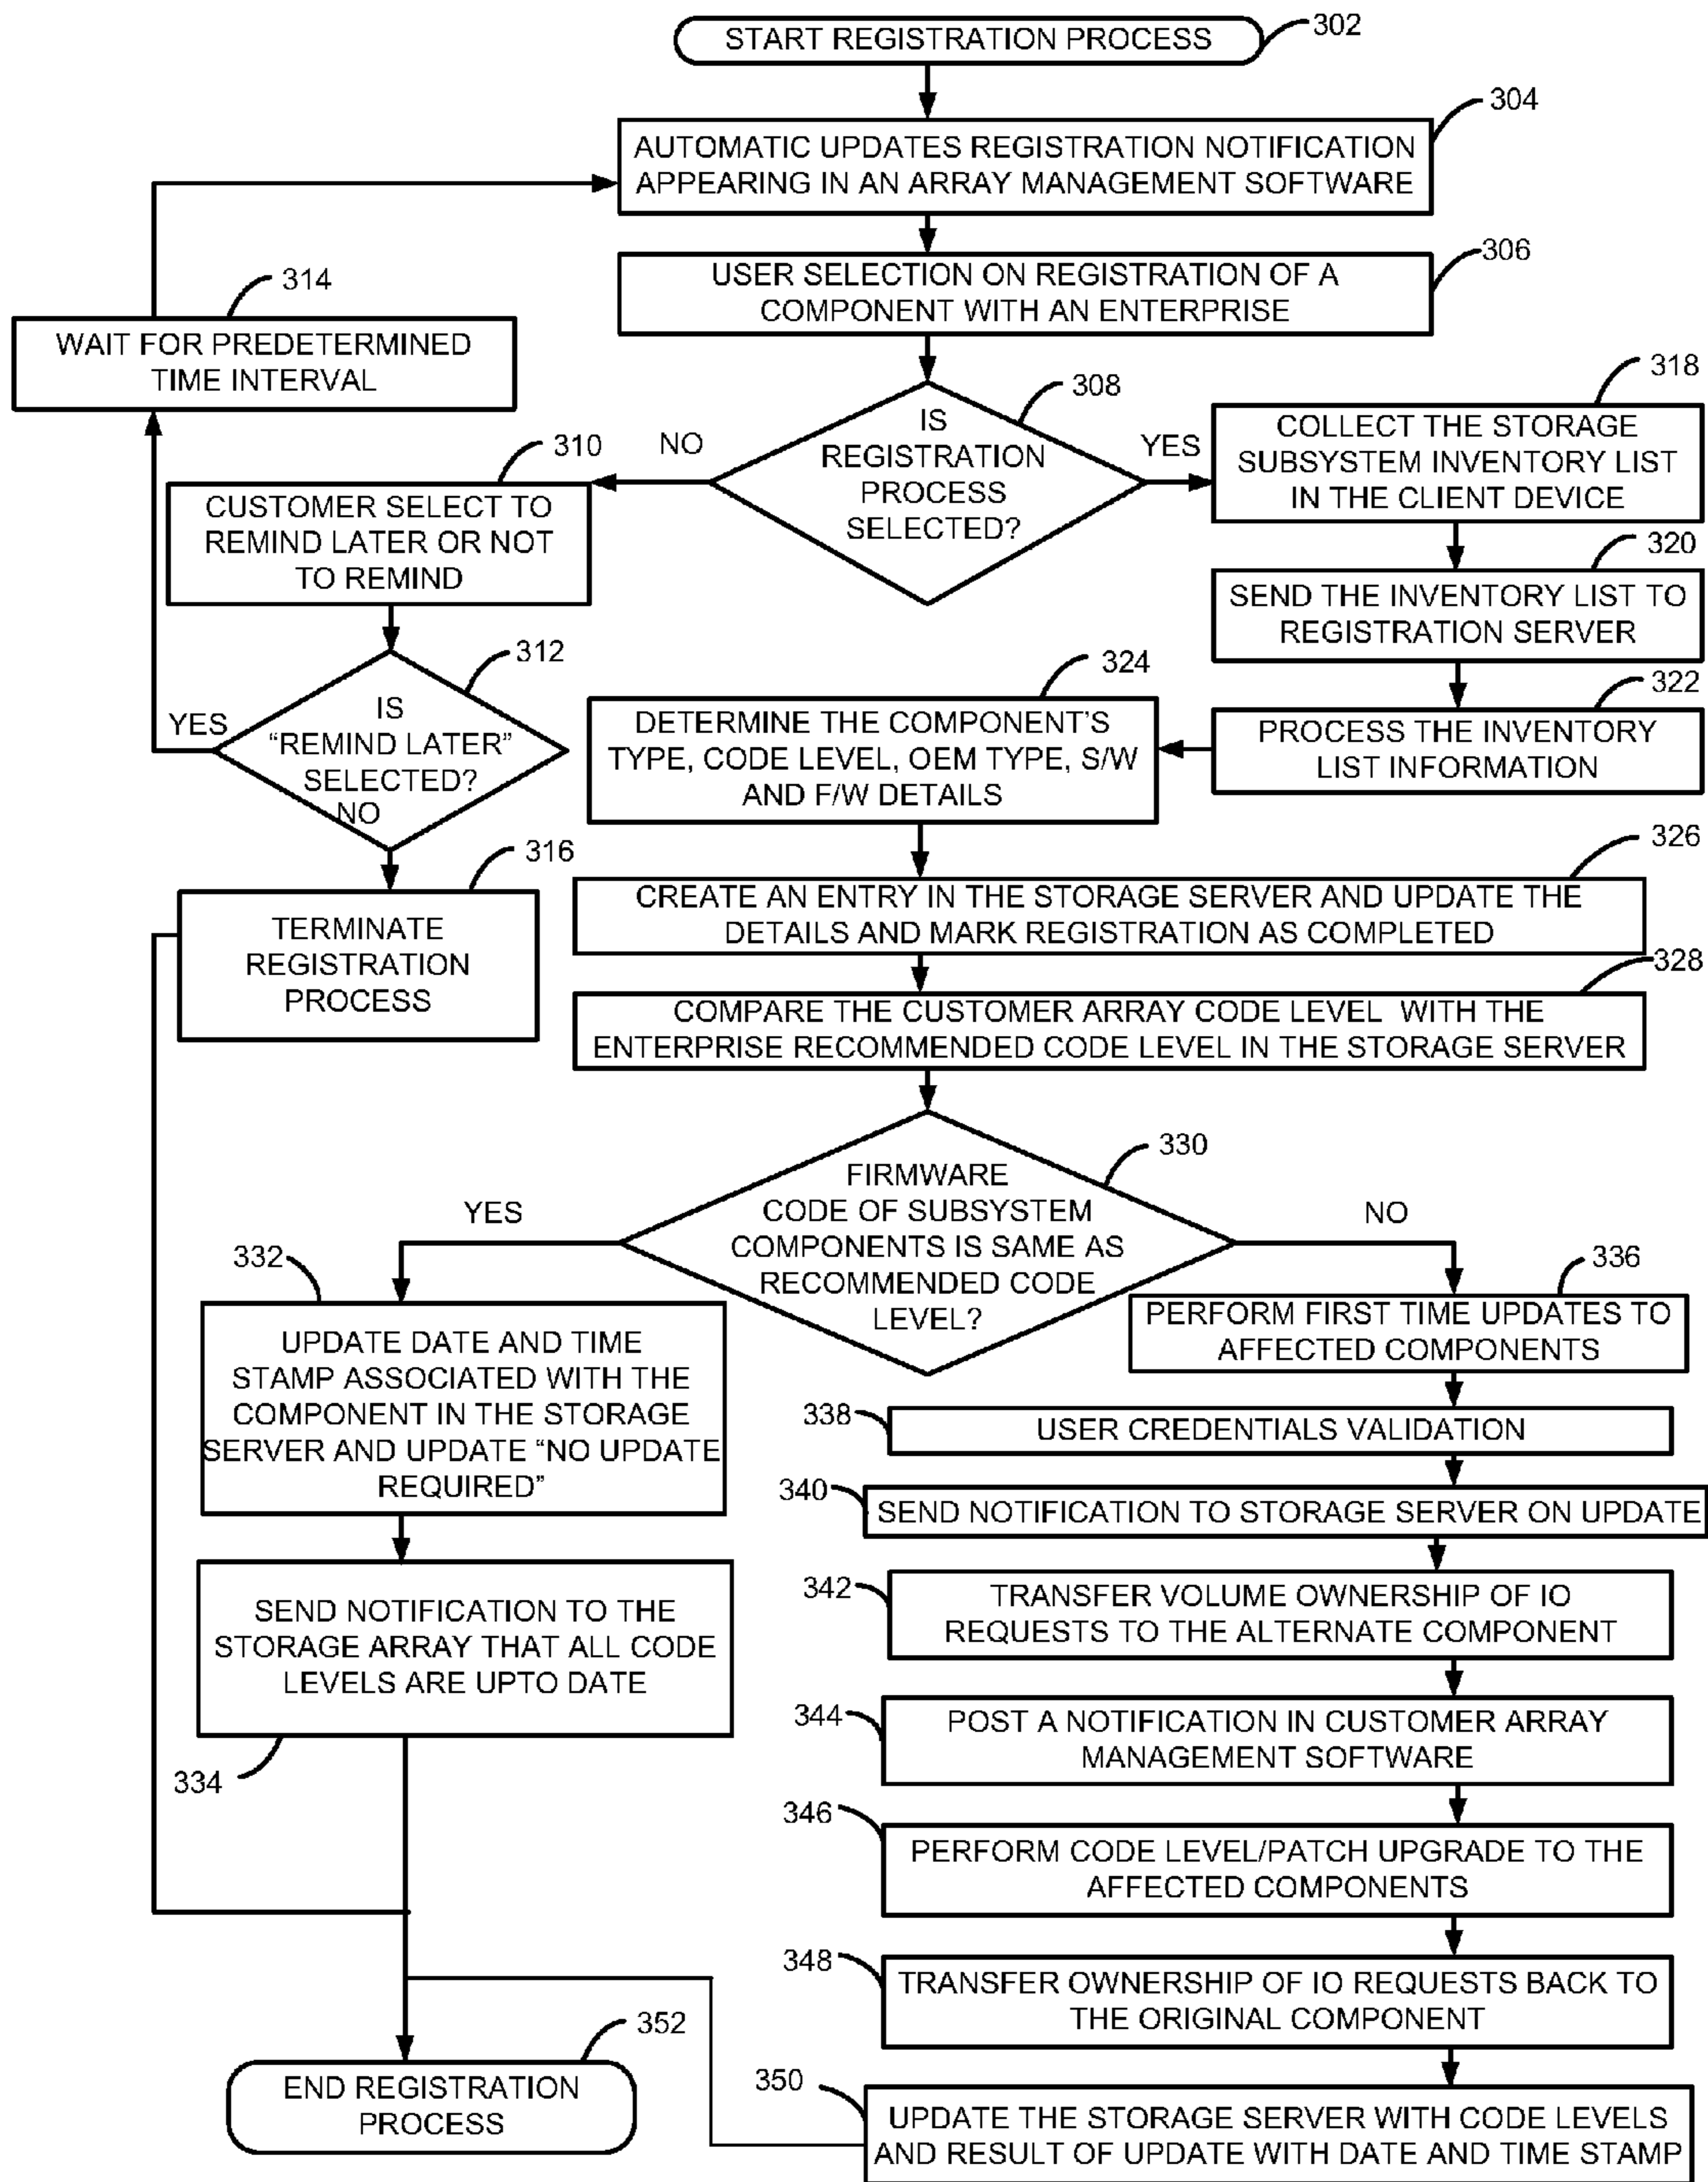 START REGISTRATION PROCESS
302
304
AUTOMATIC UPDATES REGISTRATION NOTIFICATION
APPEARING IN AN ARRAY MANAGEMENT SOFTWARE
306
USER SELECTION ON REGISTRATION OF A
COMPONENT WITH AN ENTERPRISE
314
WAIT FOR PREDETERMINED
TIME INTERVAL
308
IS
REGISTRATION
PROCESS
SELECTED?
NO
YES
310
CUSTOMER SELECT TO
REMIND LATER OR NOT
TO REMIND
318
COLLECT THE STORAGE
SUBSYSTEM INVENTORY LIST
IN THE CLIENT DEVICE
320
SEND THE INVENTORY LIST TO
REGISTRATION SERVER
312
YES
IS
“REMIND LATER”
SELECTED?
NO
322
PROCESS THE INVENTORY
LIST INFORMATION
324
DETERMINE THE COMPONENT’S
TYPE, CODE LEVEL, OEM TYPE, S/W
AND F/W DETAILS
316
TERMINATE
REGISTRATION
PROCESS
326
CREATE AN ENTRY IN THE STORAGE SERVER AND UPDATE THE
DETAILS AND MARK REGISTRATION AS COMPLETED
328
COMPARE THE CUSTOMER ARRAY CODE LEVEL WITH THE
ENTERPRISE RECOMMENDED CODE LEVEL IN THE STORAGE SERVER
330
FIRMWARE
CODE OF SUBSYSTEM
COMPONENTS IS SAME AS
RECOMMENDED CODE
LEVEL?
YES
NO
332
UPDATE DATE AND TIME
STAMP ASSOCIATED WITH THE
COMPONENT IN THE STORAGE
SERVER AND UPDATE “NO UPDATE
REQUIRED”
334
SEND NOTIFICATION TO THE
STORAGE ARRAY THAT ALL CODE
LEVELS ARE UPTO DATE
336
PERFORM FIRST TIME UPDATES TO
AFFECTED COMPONENTS
338
USER CREDENTIALS VALIDATION
340
SEND NOTIFICATION TO STORAGE SERVER ON UPDATE
342
TRANSFER VOLUME OWNERSHIP OF IO
REQUESTS TO THE ALTERNATE COMPONENT
344
POST A NOTIFICATION IN CUSTOMER ARRAY
MANAGEMENT SOFTWARE
346
PERFORM CODE LEVEL/PATCH UPGRADE TO THE
AFFECTED COMPONENTS
348
TRANSFER OWNERSHIP OF IO REQUESTS BACK TO
THE ORIGINAL COMPONENT
350
UPDATE THE STORAGE SERVER WITH CODE LEVELS
AND RESULT OF UPDATE WITH DATE AND TIME STAMP
352
END REGISTRATION
PROCESS